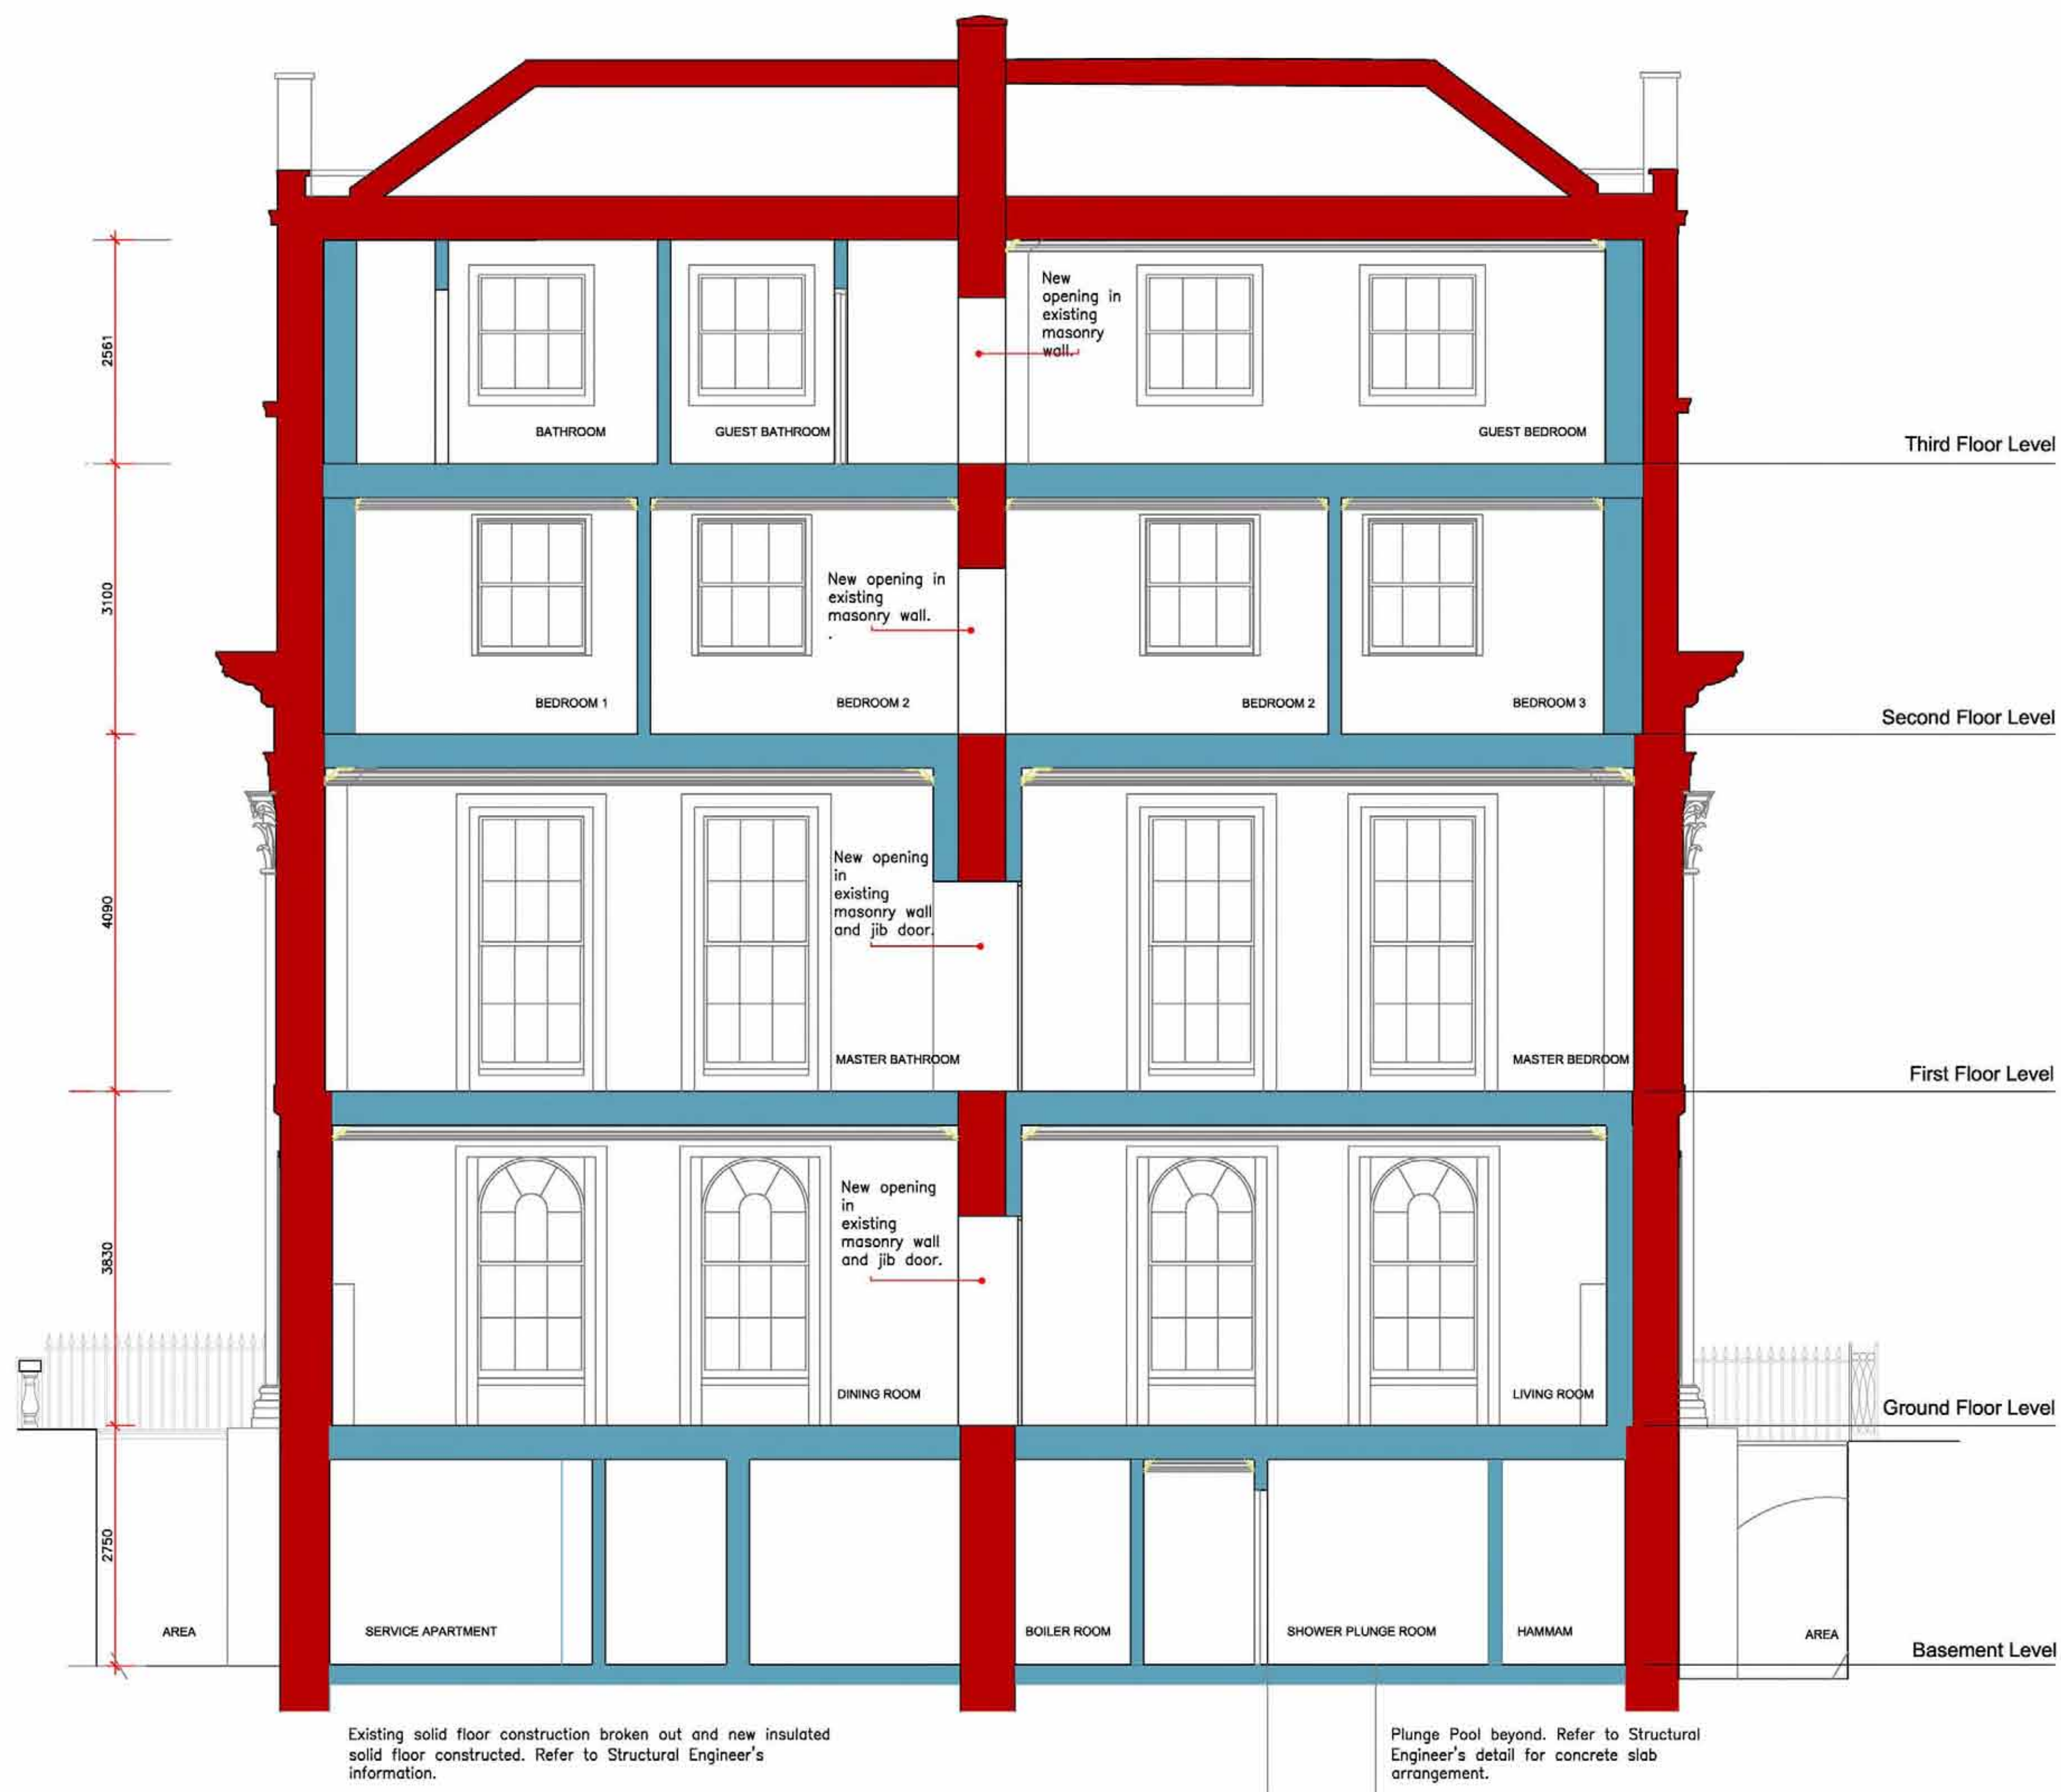 New
opening in
existing
masonry
wall.
2561
BATHROOM
GUEST BATHROOM
GUEST BEDROOM
Third Floor Level
New opening in
existing
masonry wall.
.
3100
BEDROOM 1
BEDROOM 2
BEDROOM 2
BEDROOM 3
Second Floor Level
New opening
in
existing
masonry wall
and jib door.
4090
MASTER BATHROOM
MASTER BEDROOM
First Floor Level
New opening
in
existing
masonry wall
and jib door.
3830
DINING ROOM
LIVING ROOM
Ground Floor Level
2750
AREA
SERVICE APARTMENT
BOILER ROOM
SHOWER PLUNGE ROOM
HAMMAM
AREA
Basement Level
Existing solid floor construction broken out and new insulated
solid floor constructed. Refer to Structural Engineer's
information.
Plunge Pool beyond. Refer to Structural
Engineer's detail for concrete slab
arrangement.